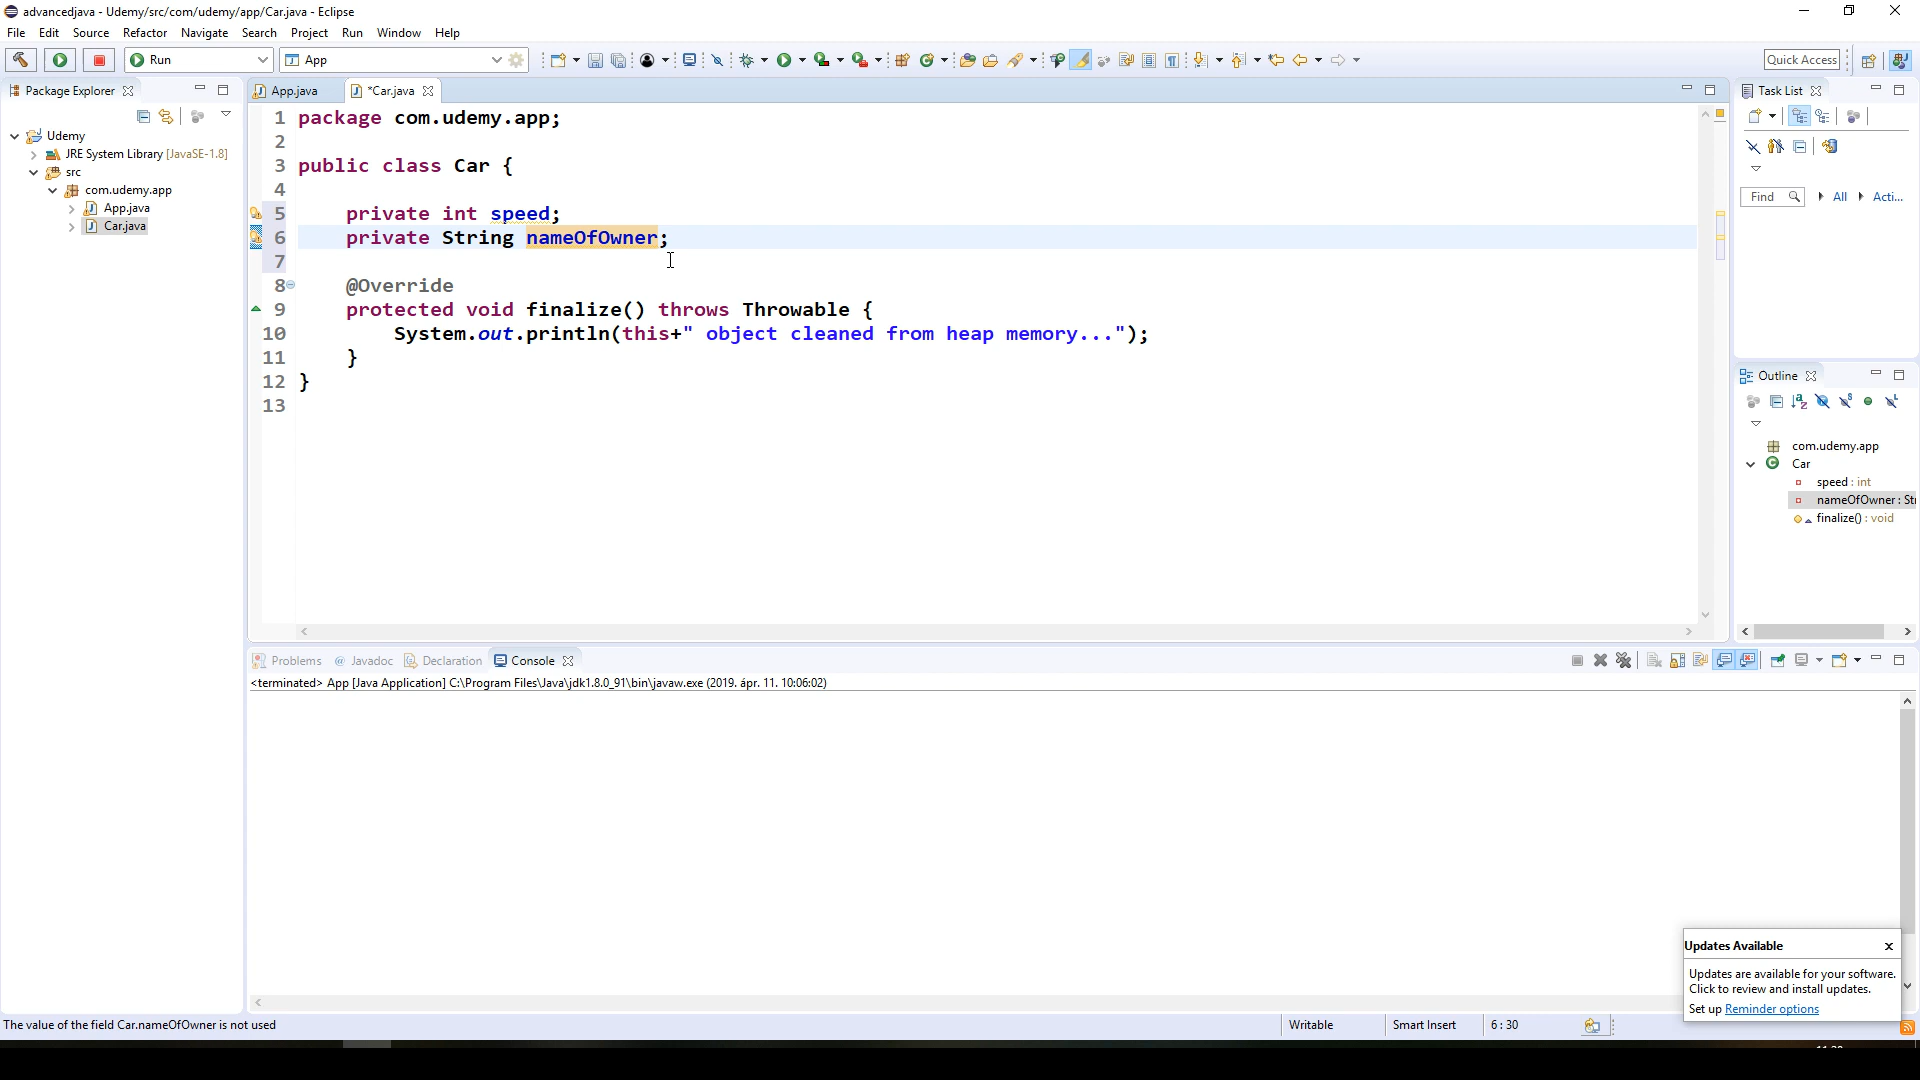 advancedjava - Udemy/src/com/udemy/app/Car.java - Eclipse
File Edit Source Refactor Navigate Search Project Run Window Help
Run App Quick Access
Package Explorer
Udemy
JRE System Library [JavaSE-1.8]
src
com.udemy.app
App.java
Car.java
App.java *Car.java
1 package com.udemy.app;
2
3 public class Car {
4
5 private int speed;
6 private String nameOfOwner;
7
8 @Override
9 protected void finalize() throws Throwable {
10 System.out.println(this+" object cleaned from heap memory...");
11 }
12 }
13
Task List
Find All Acti...
Outline
com.udemy.app
Car
speed : int
nameOfOwner : St
finalize() : void
Problems @ Javadoc Declaration Console
<terminated> App [Java Application] C:\Program Files\Java\jdk1.8.0_91\bin\javaw.exe (2019. ápr. 11. 10:06:02)
Updates Available
Updates are available for your software.
Click to review and install updates.
Set up Reminder options
The value of the field Car.nameOfOwner is not used Writable Smart Insert 6 : 30